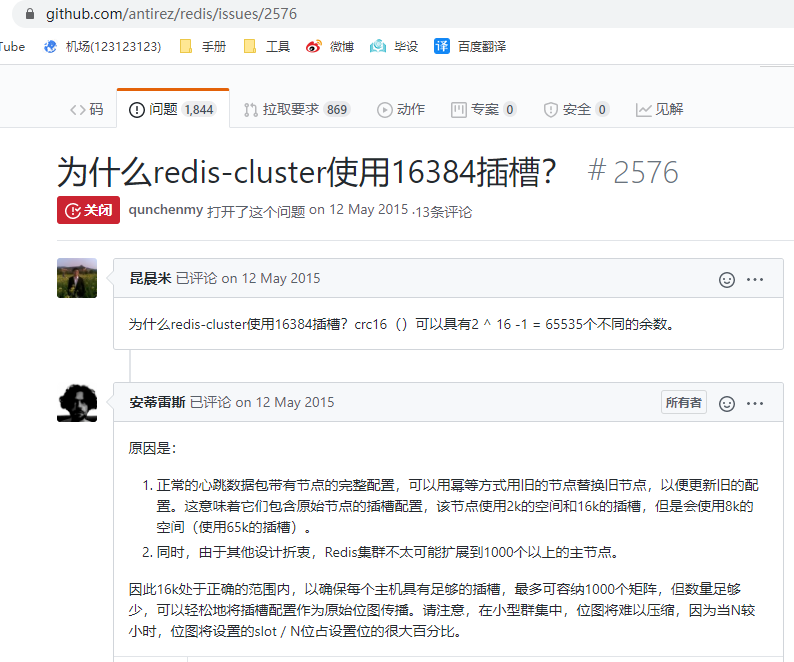 github.com/antirez/redis/issues/2576
Tube 机场(123123123) 手册 工具 微博 毕设 译 百度翻译
<> 码 问题 1,844 拉取要求 869 动作 专案 0 安全 0 见解
为什么redis-cluster使用16384插槽? #2576
关闭 qunchenmy 打开了这个问题 on 12 May 2015 ·13条评论
昆晨米 已评论 on 12 May 2015
为什么redis-cluster使用16384插槽?crc16()可以具有2 ^ 16 -1 = 65535个不同的余数。
安蒂雷斯 已评论 on 12 May 2015 所有者
原因是:
1. 正常的心跳数据包带有节点的完整配置,可以用幂等方式用旧的节点替换旧节点,以便更新旧的配
置。这意味着它们包含原始节点的插槽配置,该节点使用2k的空间和16k的插槽,但是会使用8k的
空间(使用65k的插槽)。
2. 同时,由于其他设计折衷,Redis集群不太可能扩展到1000个以上的主节点。
因此16k处于正确的范围内,以确保每个主机具有足够的插槽,最多可容纳1000个矩阵,但数量足够
少,可以轻松地将插槽配置作为原始位图传播。请注意,在小型群集中,位图将难以压缩,因为当N较
小时,位图将设置的slot / N位占设置位的很大百分比。